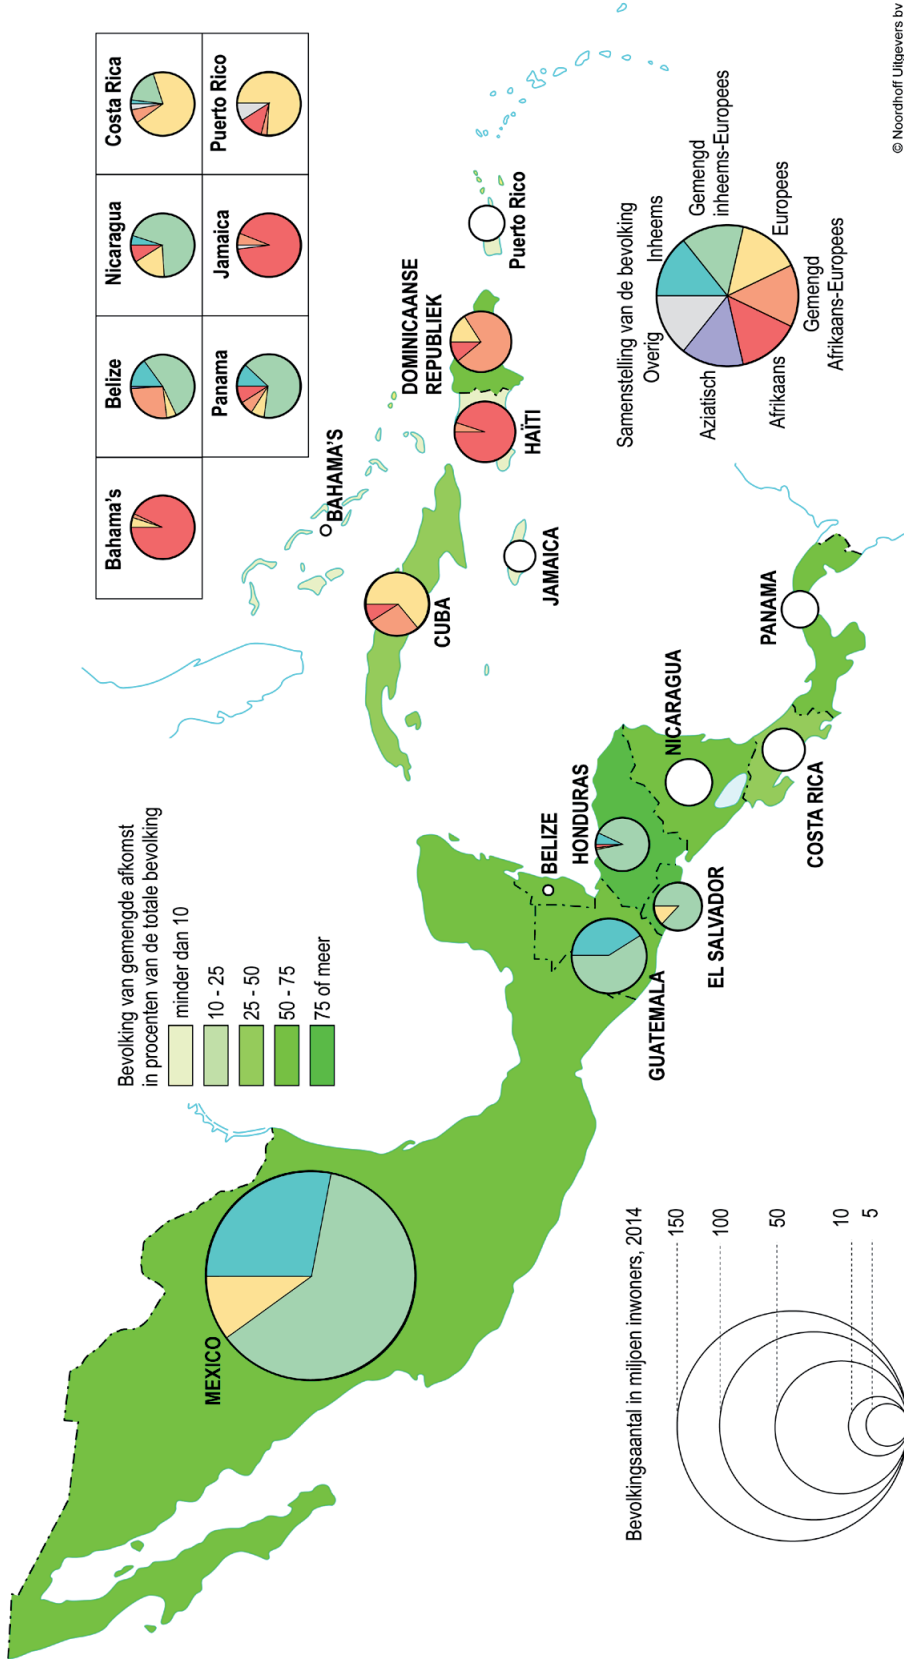 Bevolking van gemengde afkomst
in procenten van de totale bevolking
minder dan 10
10 - 25
25 - 50
50 - 75
75 of meer
Bahama's
Belize
Nicaragua
Costa Rica
Panama
Jamaica
Puerto Rico
MEXICO
CUBA
BAHAMA'S
DOMINICAANSE
REPUBLIEK
HAÏTI
Puerto Rico
JAMAICA
BELIZE
HONDURAS
GUATEMALA
EL SALVADOR
NICARAGUA
COSTA RICA
PANAMA
Bevolkingsaantal in miljoen inwoners, 2014
150
100
50
10
5
Samenstelling van de bevolking
Overig
Inheems
Aziatisch
Gemengd
inheems-Europees
Afrikaans
Europees
Gemengd
Afrikaans-Europees
© Noordhoff Uitgevers bv